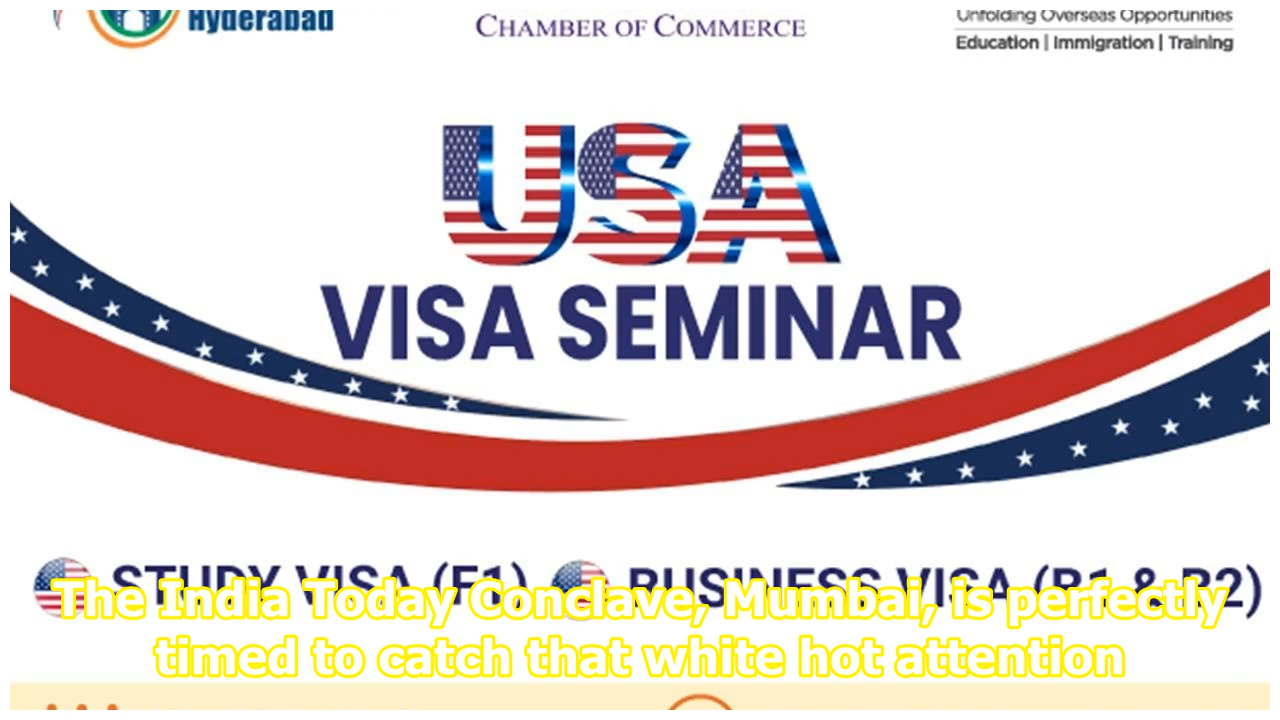 Hyderabad
CHAMBER OF COMMERCE
Unfolding Overseas Opportunities
Education | Immigration | Training
USA
VISA SEMINAR
STUDY VISA (F1) BUSINESS VISA (B1 & B2)
The India Today Conclave, Mumbai, is perfectly
timed to catch that white hot attention